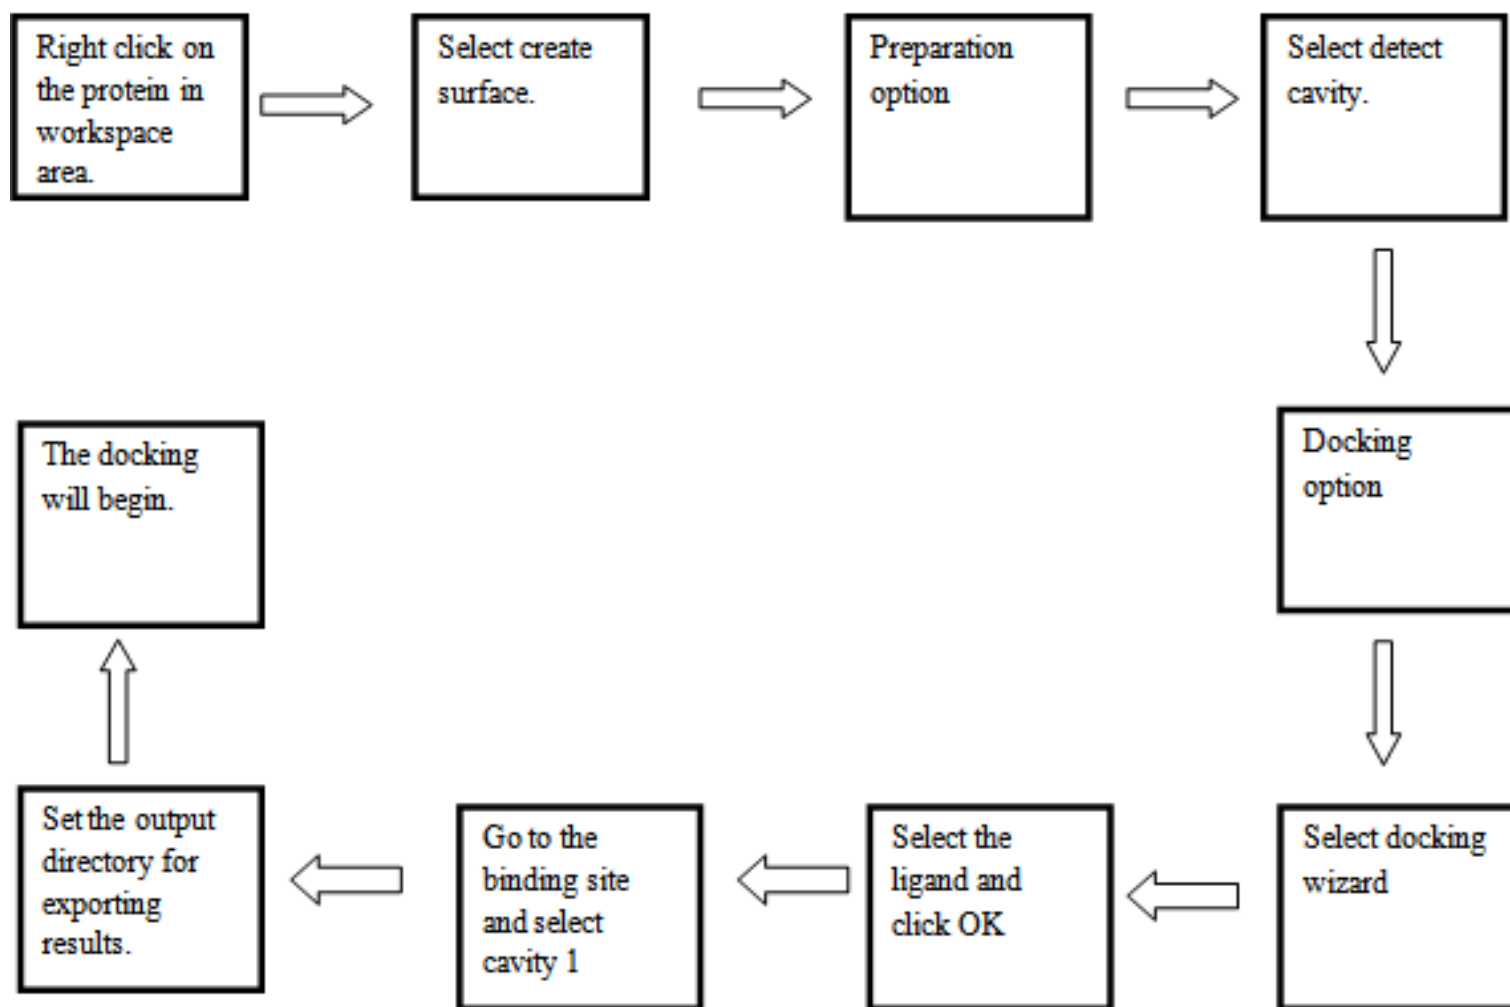 Right click on
the protein in
workspace
area.
Select create
surface.
Preparation
option
Select detect
cavity.
Docking
option
Select docking
wizard
Select the
ligand and
click OK
Go to the
binding site
and select
cavity 1
Set the output
directory for
exporting
results.
The docking
will begin.